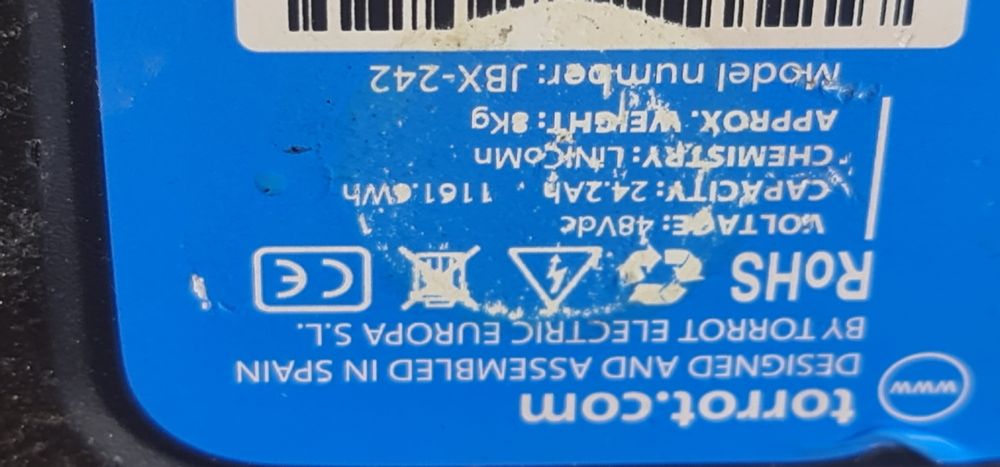 www torrot.com
DESIGNED AND ASSEMBLED IN SPAIN
BY TORROT ELECTRIC EUROPA S.L.
RoHS CE
VOLTAGE: 48Vdc
CAPACITY: 24.2Ah 1161.6Wh
CHEMISTRY: LiNiCoMn
APPROX. WEIGHT: 8Kg
Model number: JBX-242